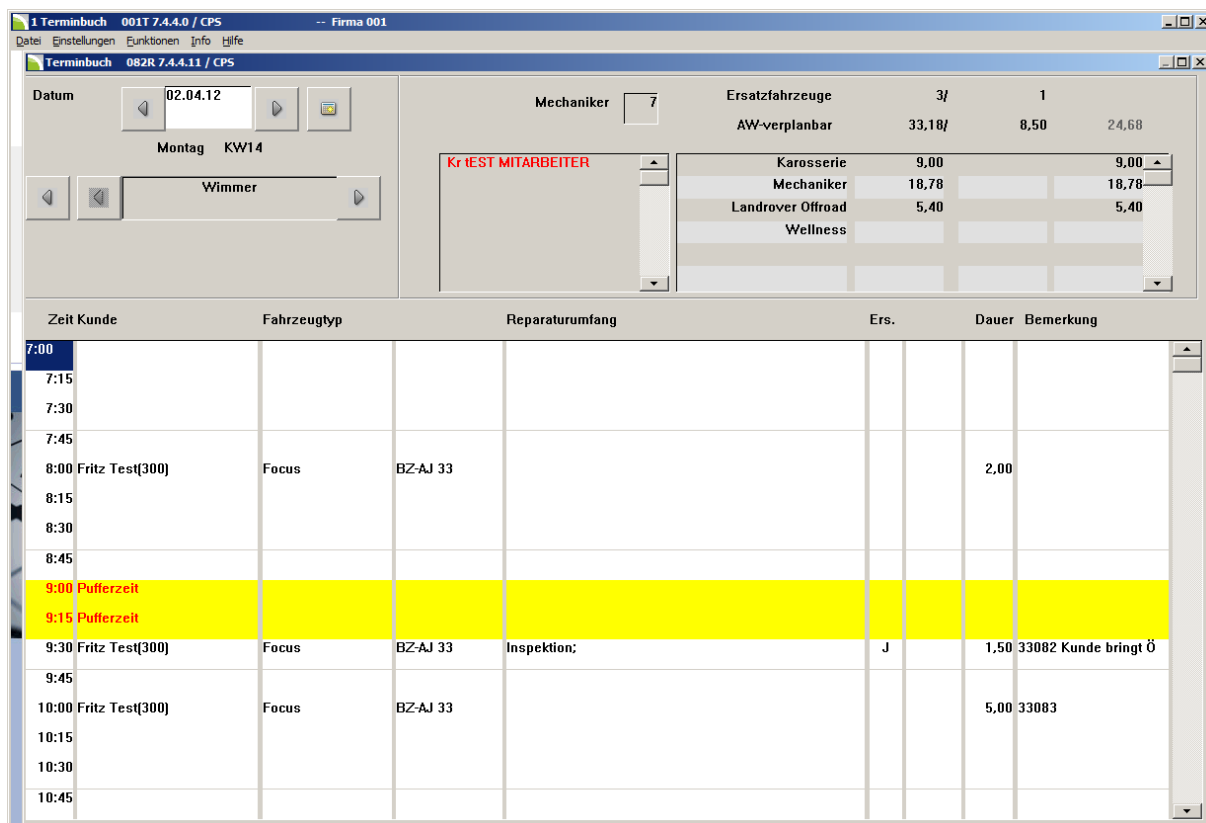 1 Terminbuch 001T 7.4.4.0 / CPS -- Firma 001
Datei Einstellungen Funktionen Info Hilfe
Terminbuch 082R 7.4.4.11 / CPS
Datum 02.04.12
Montag KW14
Wimmer
Mechaniker 7
Ersatzfahrzeuge 3/ 1
AW-verplanbar 33,18/ 8,50 24,68
Kr tEST MITARBEITER
Karosserie 9,00 9,00
Mechaniker 18,78 18,78
Landrover Offroad 5,40 5,40
Wellness
Zeit Kunde Fahrzeugtyp Reparaturumfang Ers. Dauer Bemerkung
7:00
7:15
7:30
7:45
8:00 Fritz Test(300) Focus BZ-AJ 33 2,00
8:15
8:30
8:45
9:00 Pufferzeit
9:15 Pufferzeit
9:30 Fritz Test(300) Focus BZ-AJ 33 Inspektion; J 1,50 33082 Kunde bringt Ö
9:45
10:00 Fritz Test(300) Focus BZ-AJ 33 5,00 33083
10:15
10:30
10:45